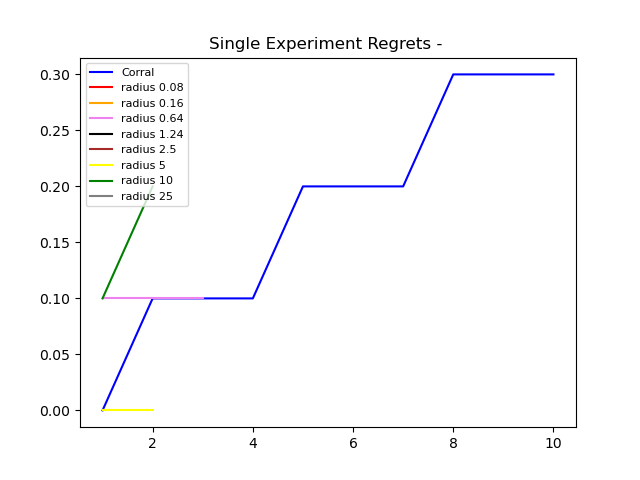 Single Experiment Regrets -
0.30
0.25
0.20
0.15
0.10
0.05
0.00
Corral
radius 0.08
radius 0.16
radius 0.64
radius 1.24
radius 2.5
radius 5
radius 10
radius 25
2 4 6 8 10